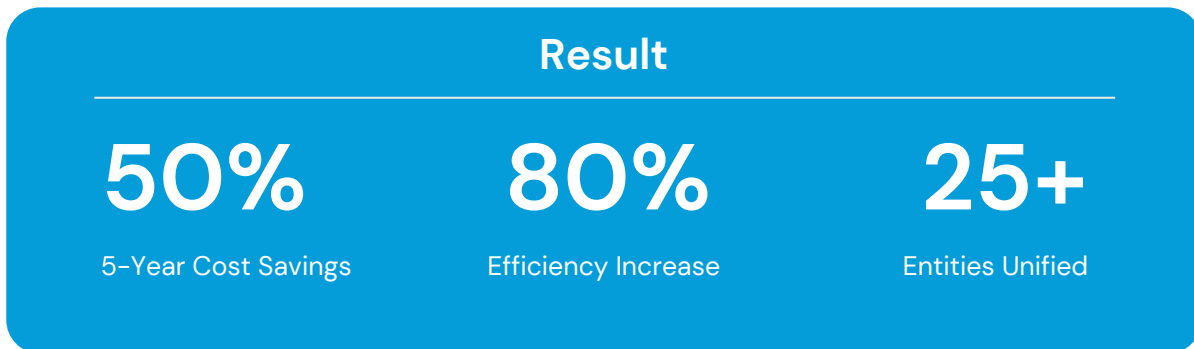 Result
50% 80% 25+
5-Year Cost Savings Efficiency Increase Entities Unified